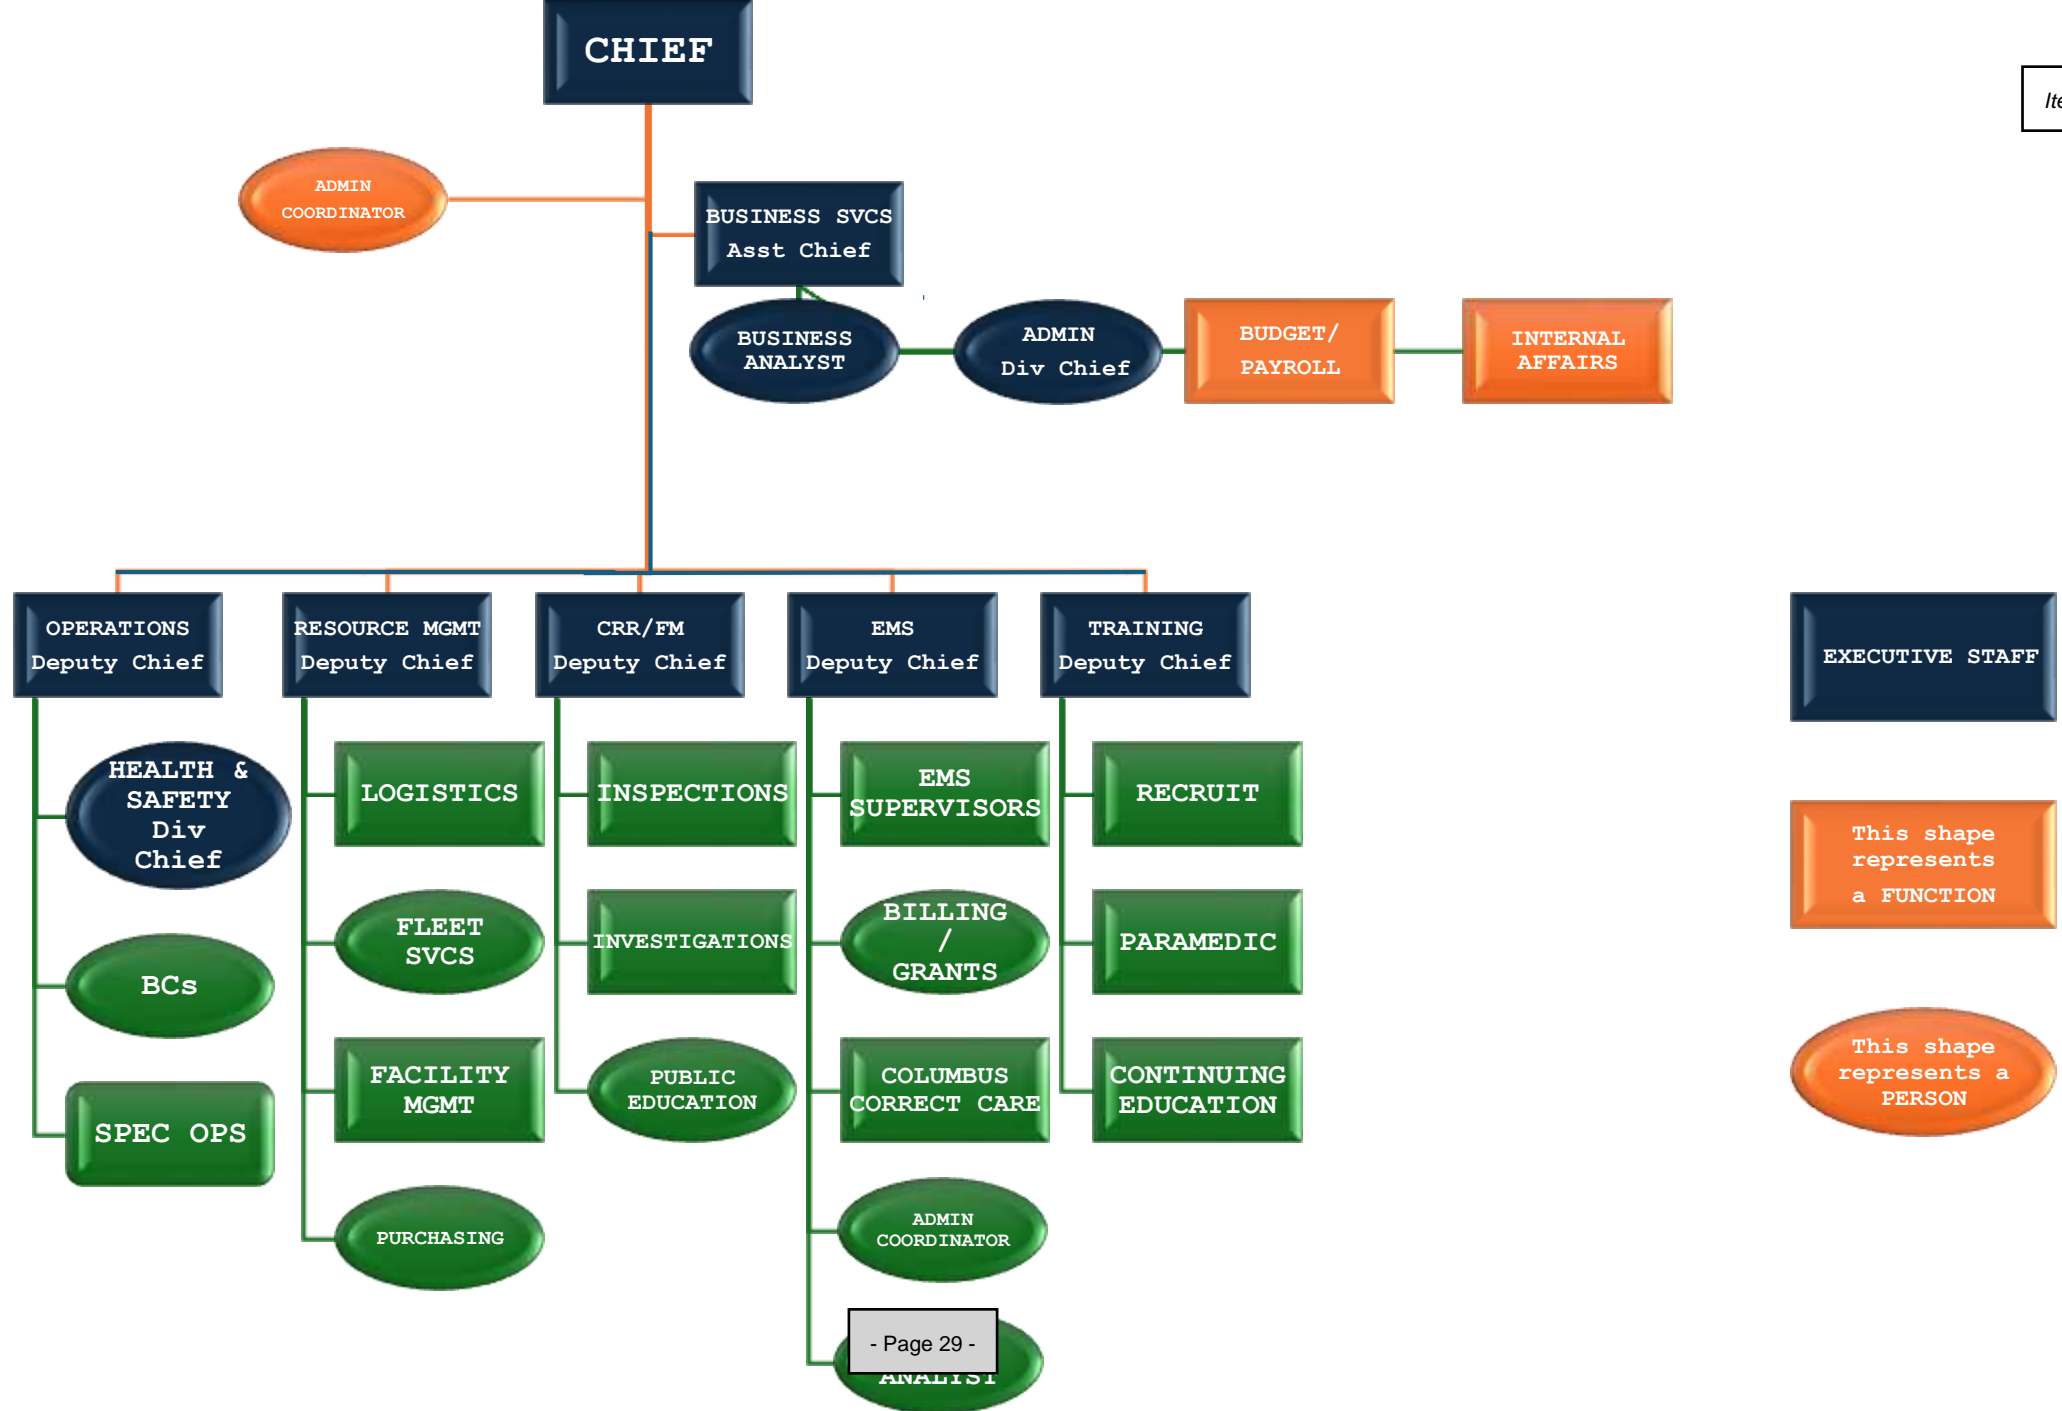 CHIEF
Ite
ADMIN
COORDINATOR
BUSINESS SVCS
Asst Chief
BUSINESS
ANALYST
ADMIN
Div Chief
BUDGET/
PAYROLL
INTERNAL
AFFAIRS
OPERATIONS
Deputy Chief
RESOURCE MGMT
Deputy Chief
CRR/FM
Deputy Chief
EMS
Deputy Chief
TRAINING
Deputy Chief
EXECUTIVE STAFF
HEALTH &
SAFETY
Div
Chief
LOGISTICS
INSPECTIONS
EMS
SUPERVISORS
RECRUIT
This shape
represents
a FUNCTION
BCs
FLEET
SVCS
INVESTIGATIONS
BILLING
/
GRANTS
PARAMEDIC
SPEC OPS
FACILITY
MGMT
PUBLIC
EDUCATION
COLUMBUS
CORRECT CARE
CONTINUING
EDUCATION
This shape
represents a
PERSON
PURCHASING
ADMIN
COORDINATOR
- Page 29 -
ANALYST